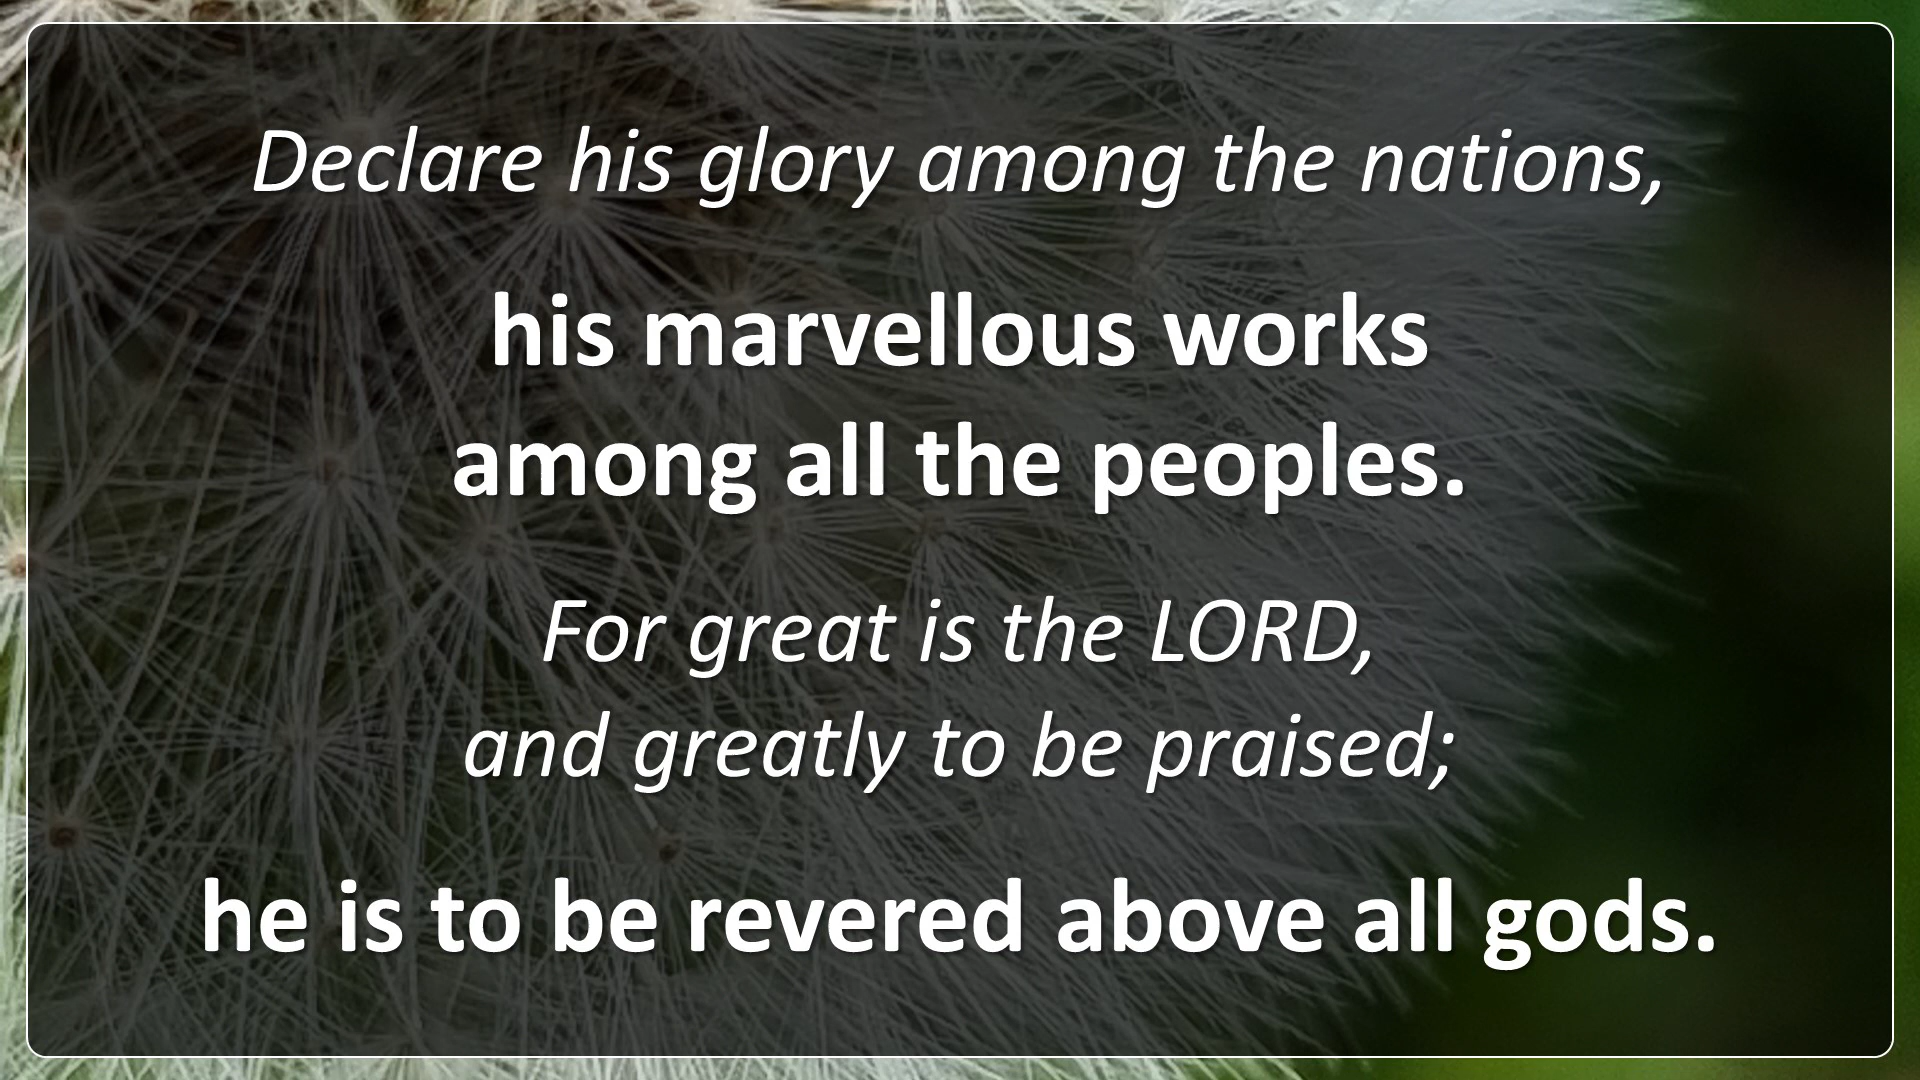 Declare his glory among the nations,
his marvellous works
among all the peoples.
For great is the LORD,
and greatly to be praised;
he is to be revered above all gods.